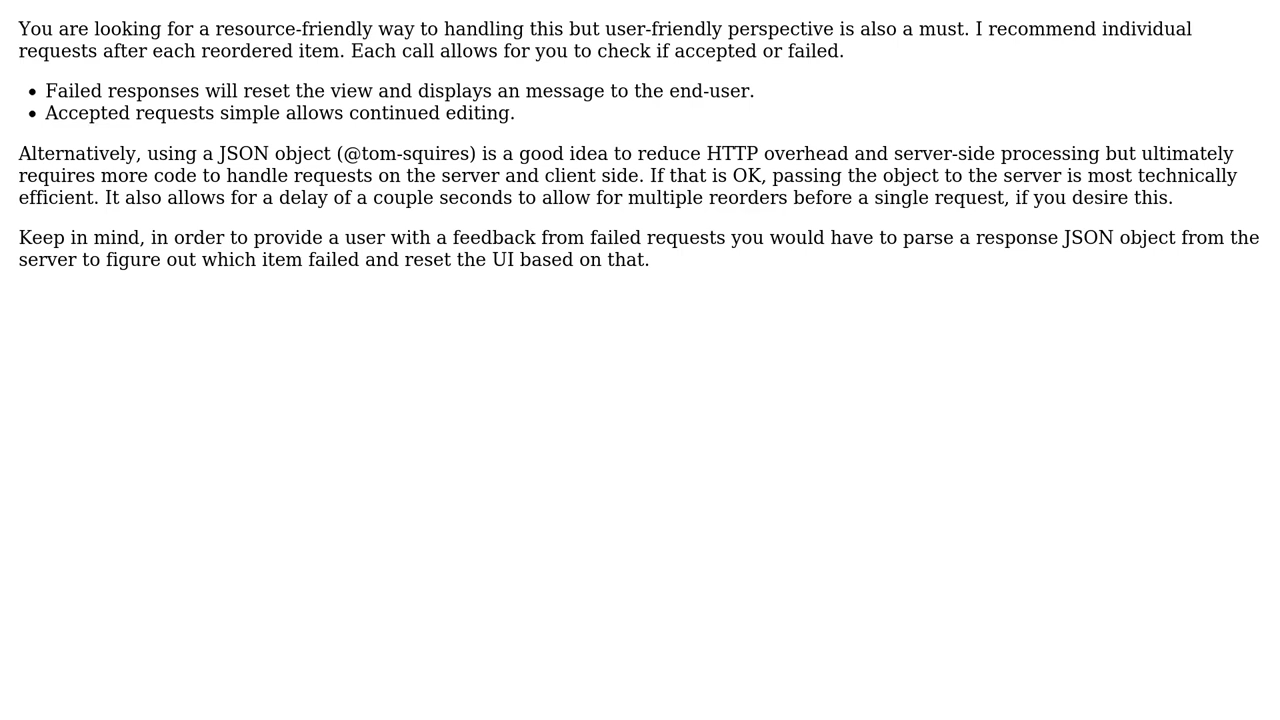 You are looking for a resource-friendly way to handling this but user-friendly perspective is also a must. I recommend individual
requests after each reordered item. Each call allows for you to check if accepted or failed.
• Failed responses will reset the view and displays an message to the end-user.
• Accepted requests simple allows continued editing.
Alternatively, using a JSON object (@tom-squires) is a good idea to reduce HTTP overhead and server-side processing but ultimately
requires more code to handle requests on the server and client side. If that is OK, passing the object to the server is most technically
efficient. It also allows for a delay of a couple seconds to allow for multiple reorders before a single request, if you desire this.
Keep in mind, in order to provide a user with a feedback from failed requests you would have to parse a response JSON object from the
server to figure out which item failed and reset the UI based on that.